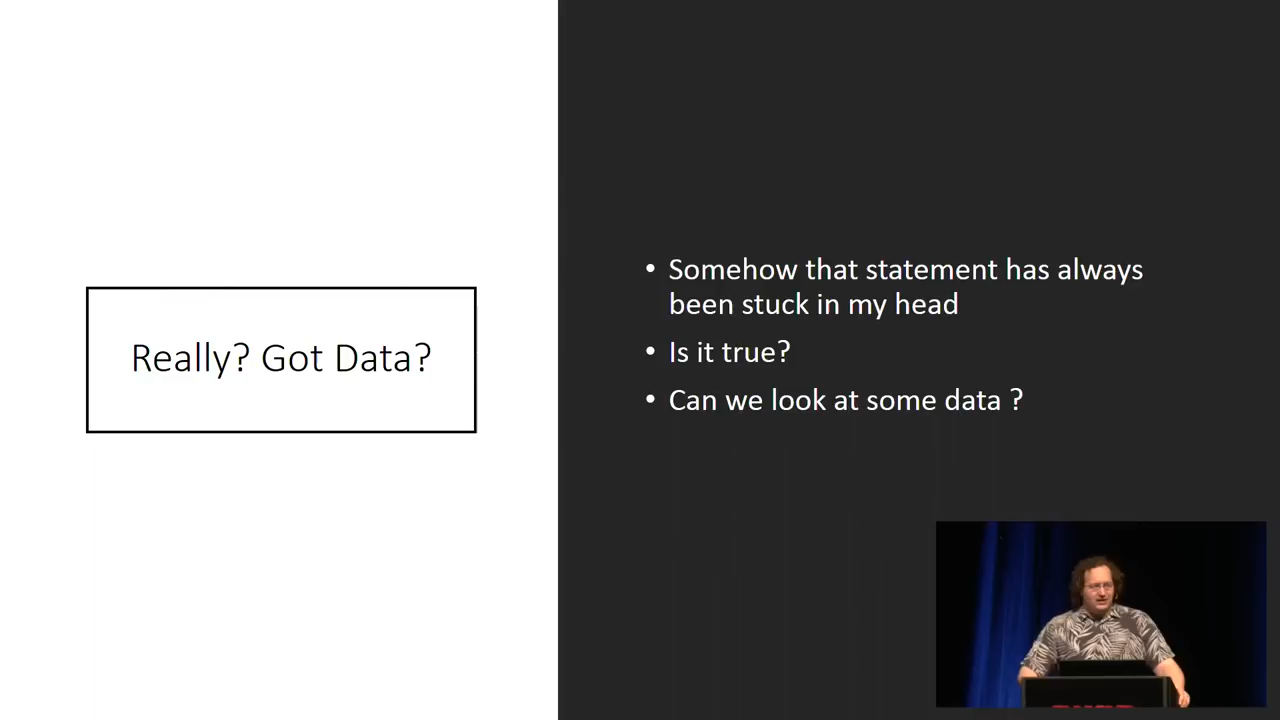 Really? Got Data?
• Somehow that statement has always
been stuck in my head
• Is it true?
• Can we look at some data ?